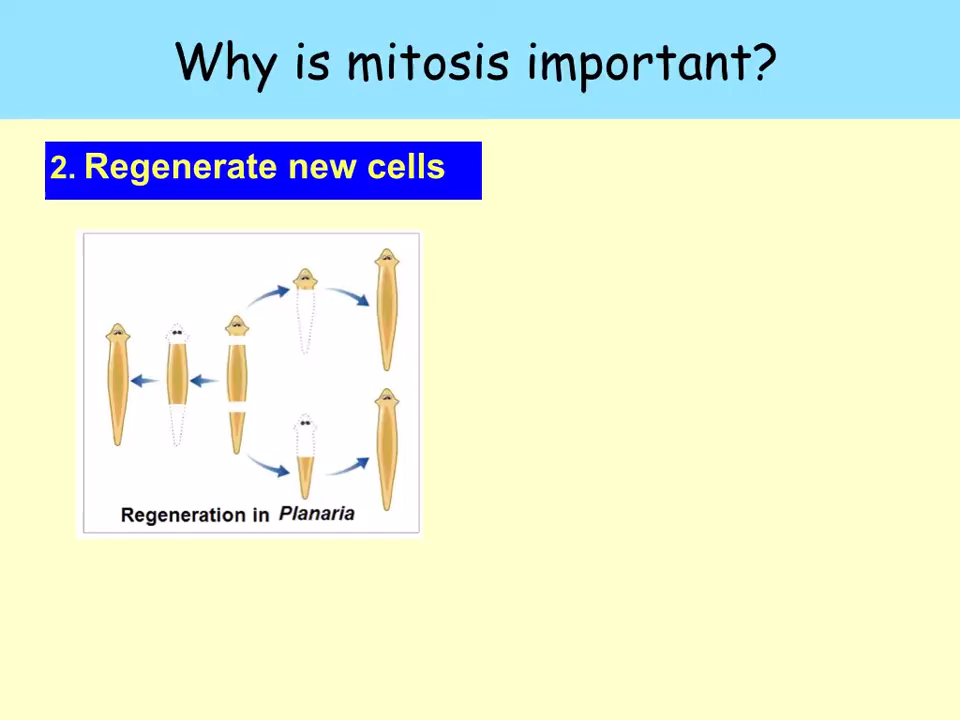 Why is mitosis important?
2. Regenerate new cells
Regeneration in Planaria